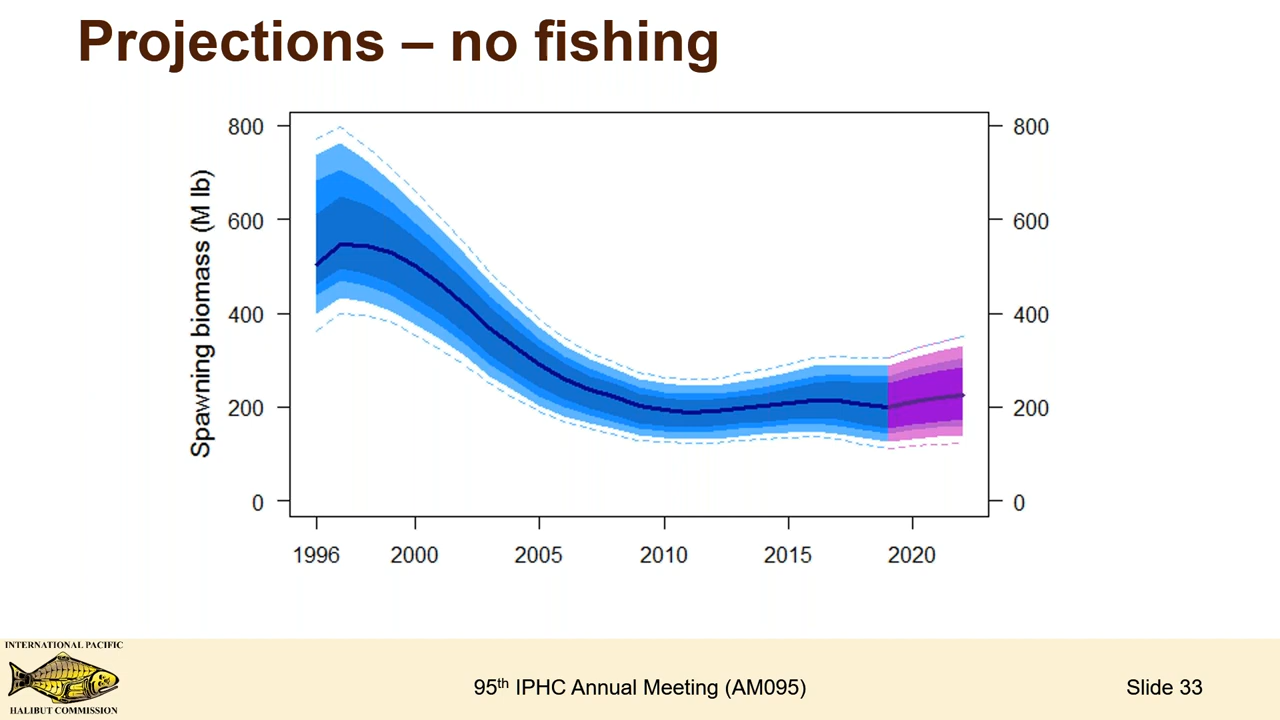 Projections – no fishing
Spawning biomass (M lb)
800
600
400
200
0
800
600
400
200
0
1996 2000 2005 2010 2015 2020
INTERNATIONAL PACIFIC
HALIBUT COMMISSION
95th IPHC Annual Meeting (AM095)
Slide 33